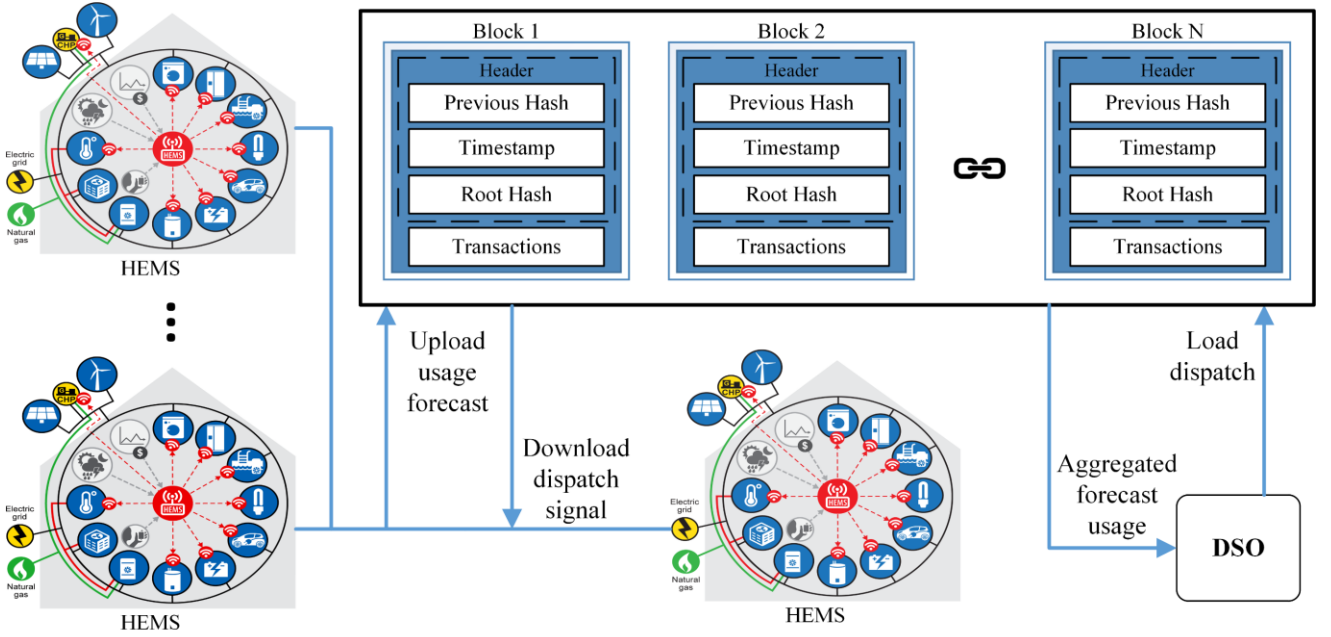 Block 1
Header
Previous Hash
Timestamp
Root Hash
Transactions
Block 2
Header
Previous Hash
Timestamp
Root Hash
Transactions
Block N
Header
Previous Hash
Timestamp
Root Hash
Transactions
CHP
$
HEMS
Electric
grid
Natural
gas
HEMS
CHP
$
HEMS
Electric
grid
Natural
gas
HEMS
Upload
usage
forecast
Download
dispatch
signal
CHP
$
HEMS
Electric
grid
Natural
gas
HEMS
Aggregated
forecast
usage
Load
dispatch
DSO